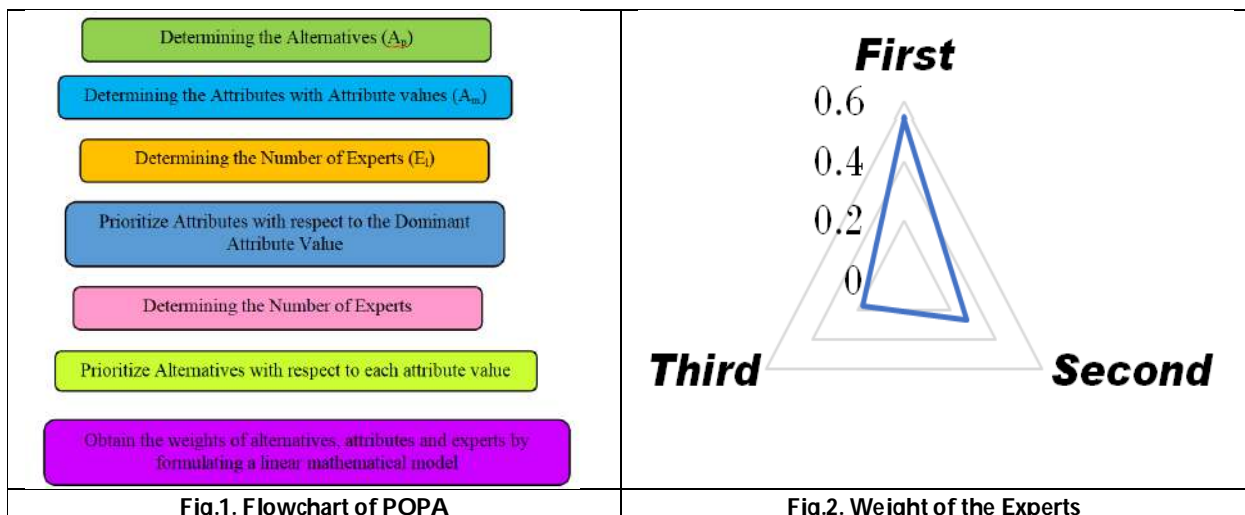 Determining the Alternatives (Aₚ)
Determining the Attributes with Attribute values (Aₘ)
Determining the Number of Experts (Eₗ)
Prioritize Attributes with respect to the Dominant
Attribute Value
Determining the Number of Experts
Prioritize Alternatives with respect to each attribute value
Obtain the weights of alternatives, attributes and experts by
formulating a linear mathematical model
Fig.1. Flowchart of POPA
First
0.6
0.4
0.2
0
Third
Second
Fig.2. Weight of the Experts